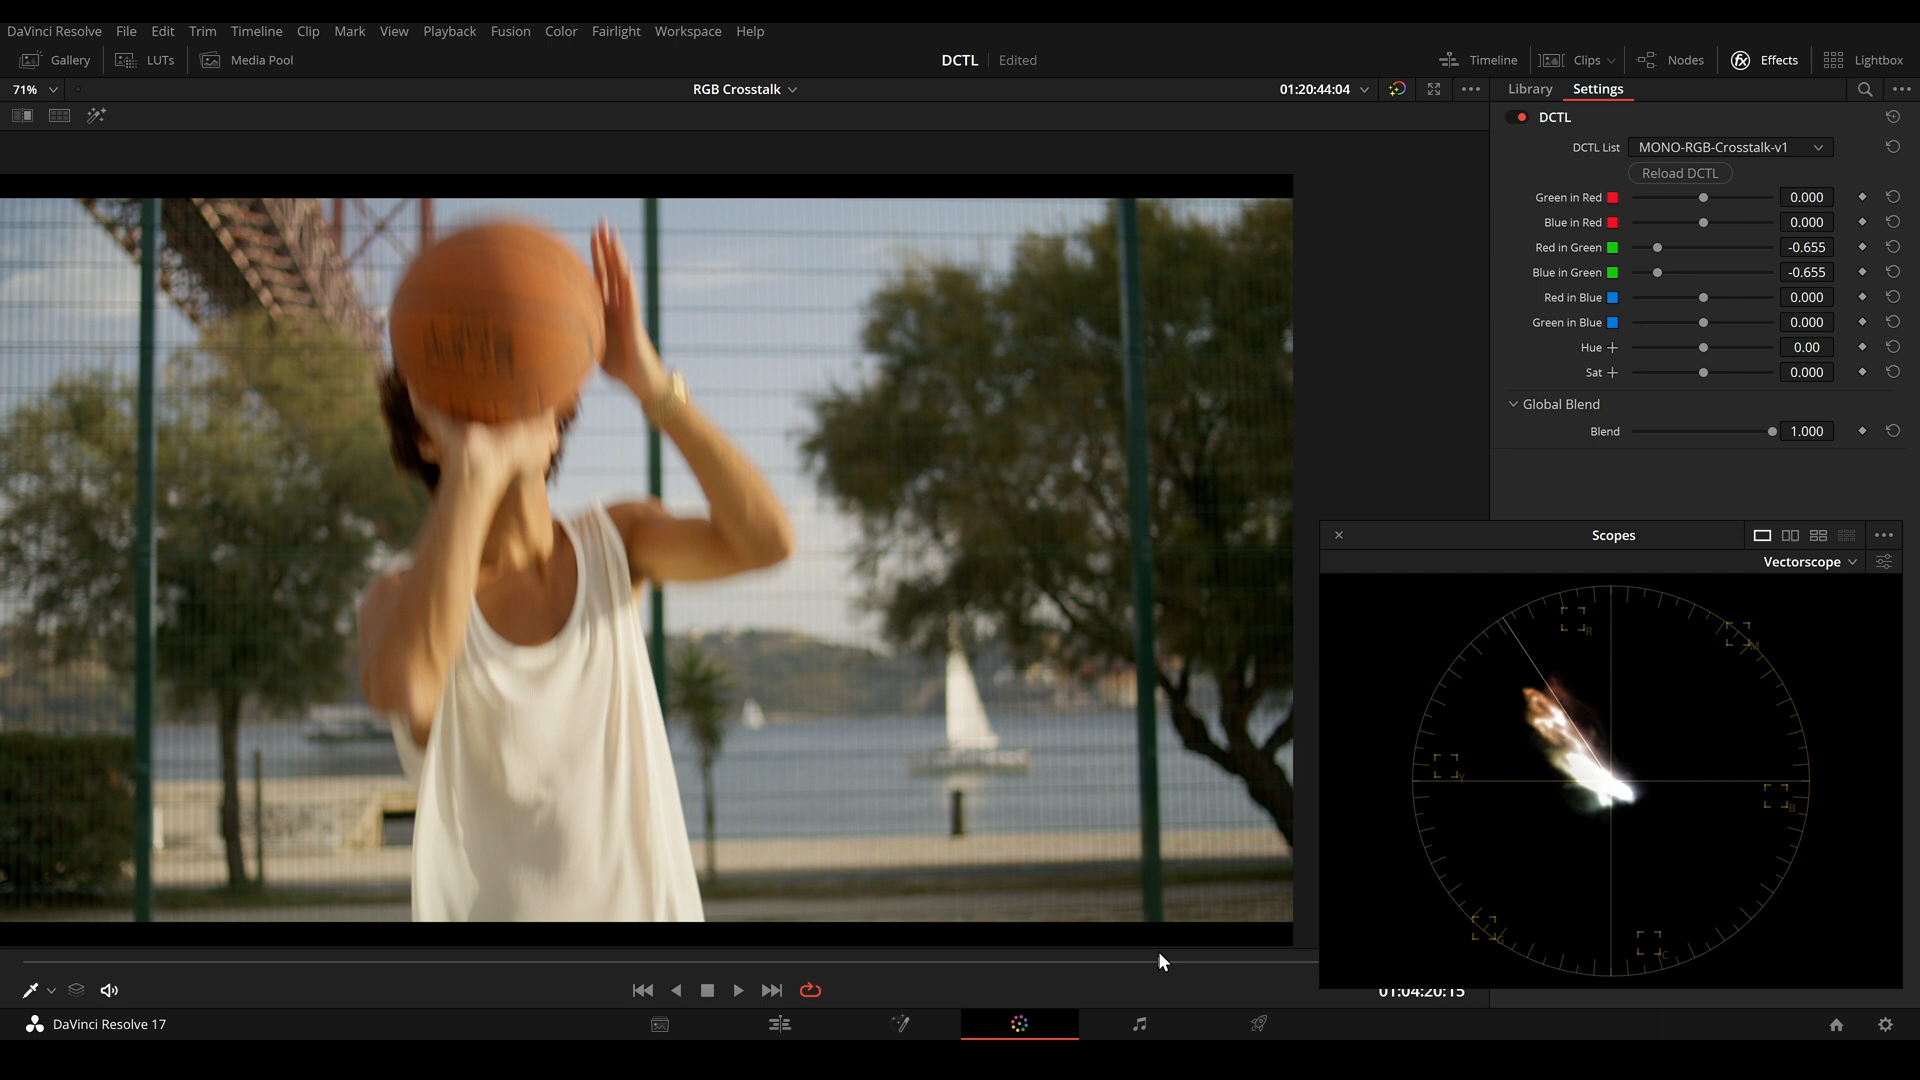 DaVinci Resolve File Edit Trim Timeline Clip Mark View Playback Fusion Color Fairlight Workspace Help
Gallery LUTs Media Pool DCTL Edited Timeline Clips Nodes Effects Lightbox
71% RGB Crosstalk 01:20:44:04 Library Settings
DCTL
DCTL List MONO-RGB-Crosstalk-v1
Reload DCTL
Green in Red 0.000
Blue in Red 0.000
Red in Green -0.655
Blue in Green -0.655
Red in Blue 0.000
Green in Blue 0.000
Hue 0.00
Sat 0.000
Global Blend
Blend 1.000
Scopes
Vectorscope
R
M
Y
B
G
C
01:04:20:15
DaVinci Resolve 17